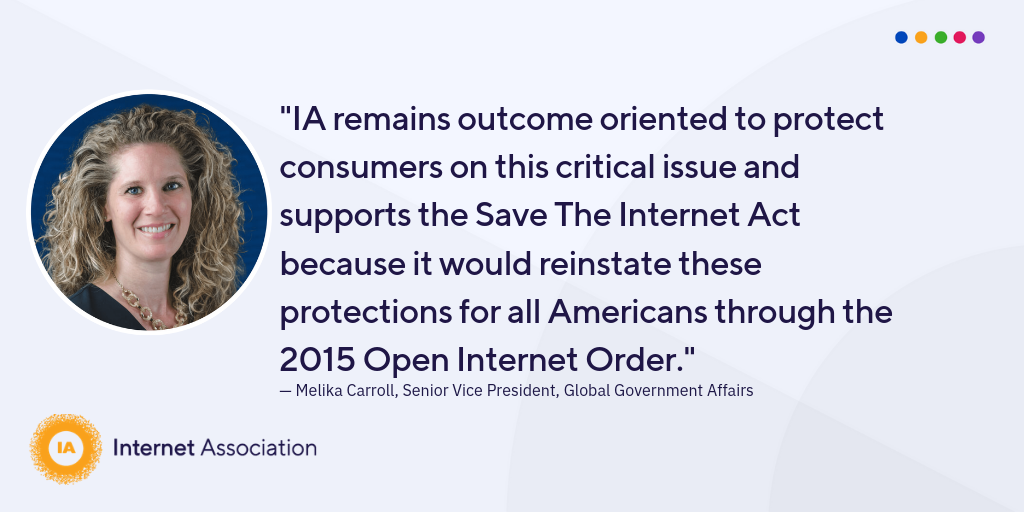 "IA remains outcome oriented to protect
consumers on this critical issue and
supports the Save The Internet Act
because it would reinstate these
protections for all Americans through the
2015 Open Internet Order."
— Melika Carroll, Senior Vice President, Global Government Affairs
IA
Internet Association